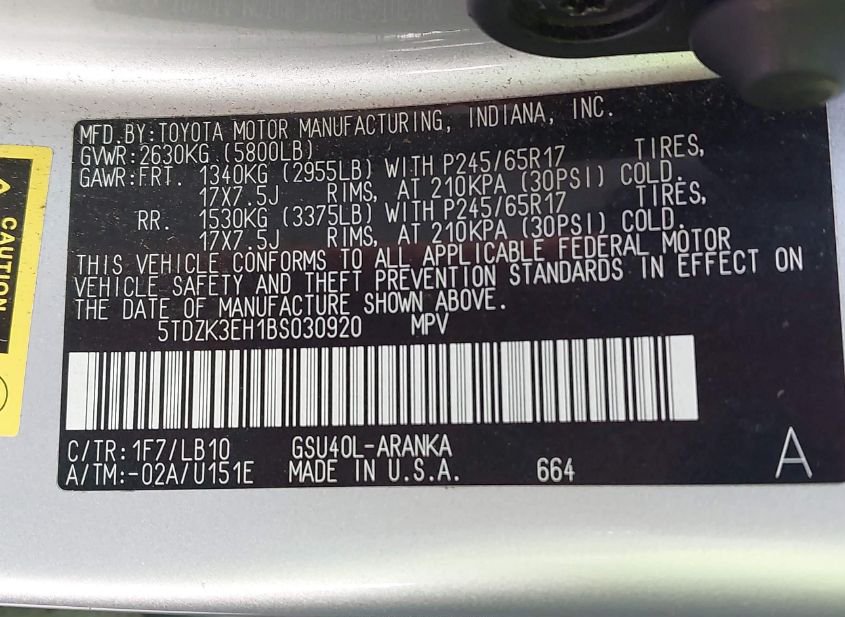 MFD.BY:TOYOTA MOTOR MANUFACTURING, INDIANA, INC.
GVWR:2630KG (5800LB)
GAWR:FRT. 1340KG (2955LB) WITH P245/65R17 TIRES,
17X7.5J RIMS, AT 210KPA (30PSI) COLD.
RR. 1530KG (3375LB) WITH P245/65R17 TIRES,
17X7.5J RIMS, AT 210KPA (30PSI) COLD.
THIS VEHICLE CONFORMS TO ALL APPLICABLE FEDERAL MOTOR
VEHICLE SAFETY AND THEFT PREVENTION STANDARDS IN EFFECT ON
THE DATE OF MANUFACTURE SHOWN ABOVE.
5TDZK3EH1BS030920 MPV
C/TR:1F7/LB10 GSU40L-ARANKA
A/TM:-02A/U151E MADE IN U.S.A. 664 A
CAUTION